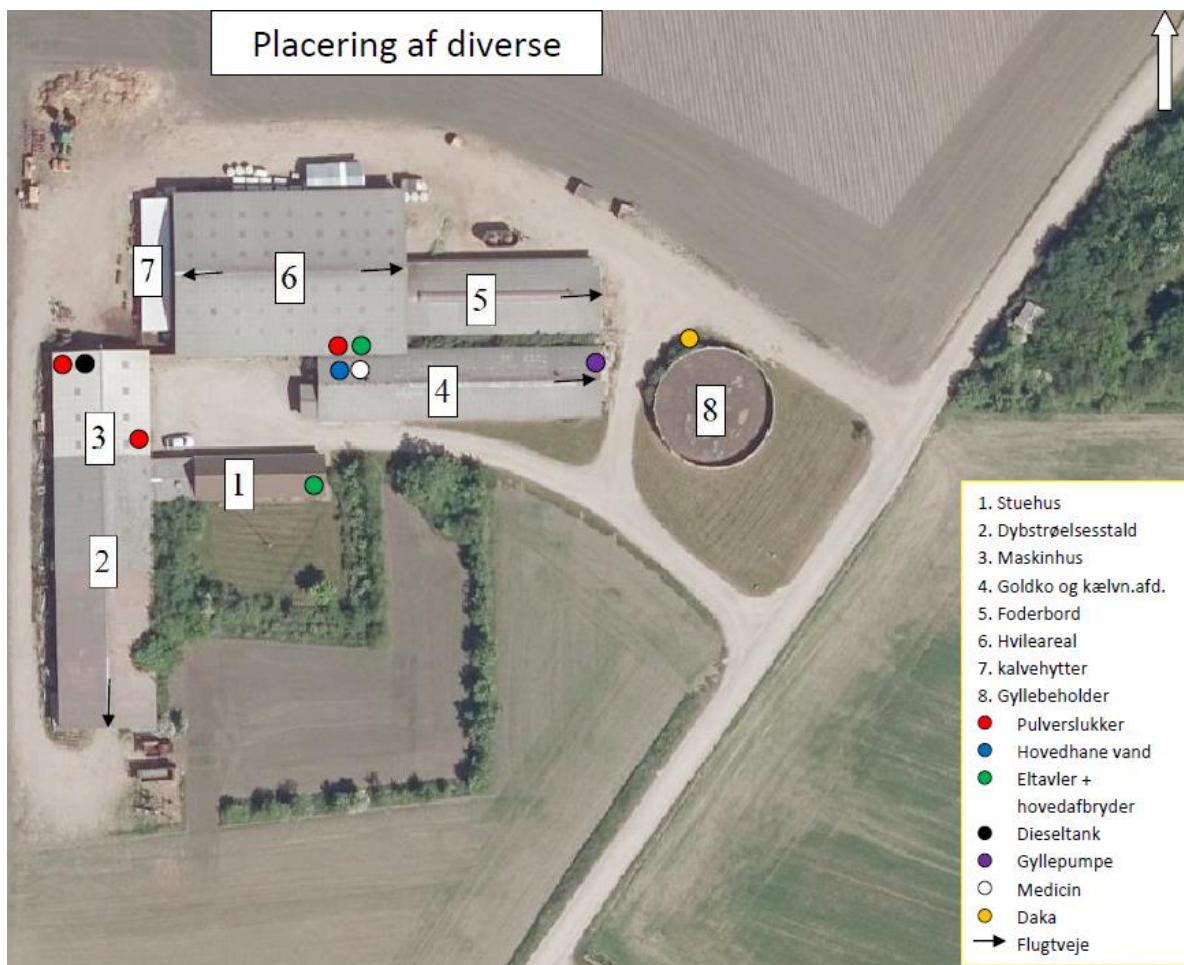 Placering af diverse
7
6
5
4
8
3
1
2
1. Stuehus
2. Dybstrøelsesstald
3. Maskinhus
4. Goldko og kælvn.afd.
5. Foderbord
6. Hvileareal
7. kalvehytter
8. Gyllebeholder
Pulverslukker
Hovedhane vand
Eltavler +
hovedafbryder
Dieseltank
Gyllepumpe
Medicin
Daka
Flugtveje